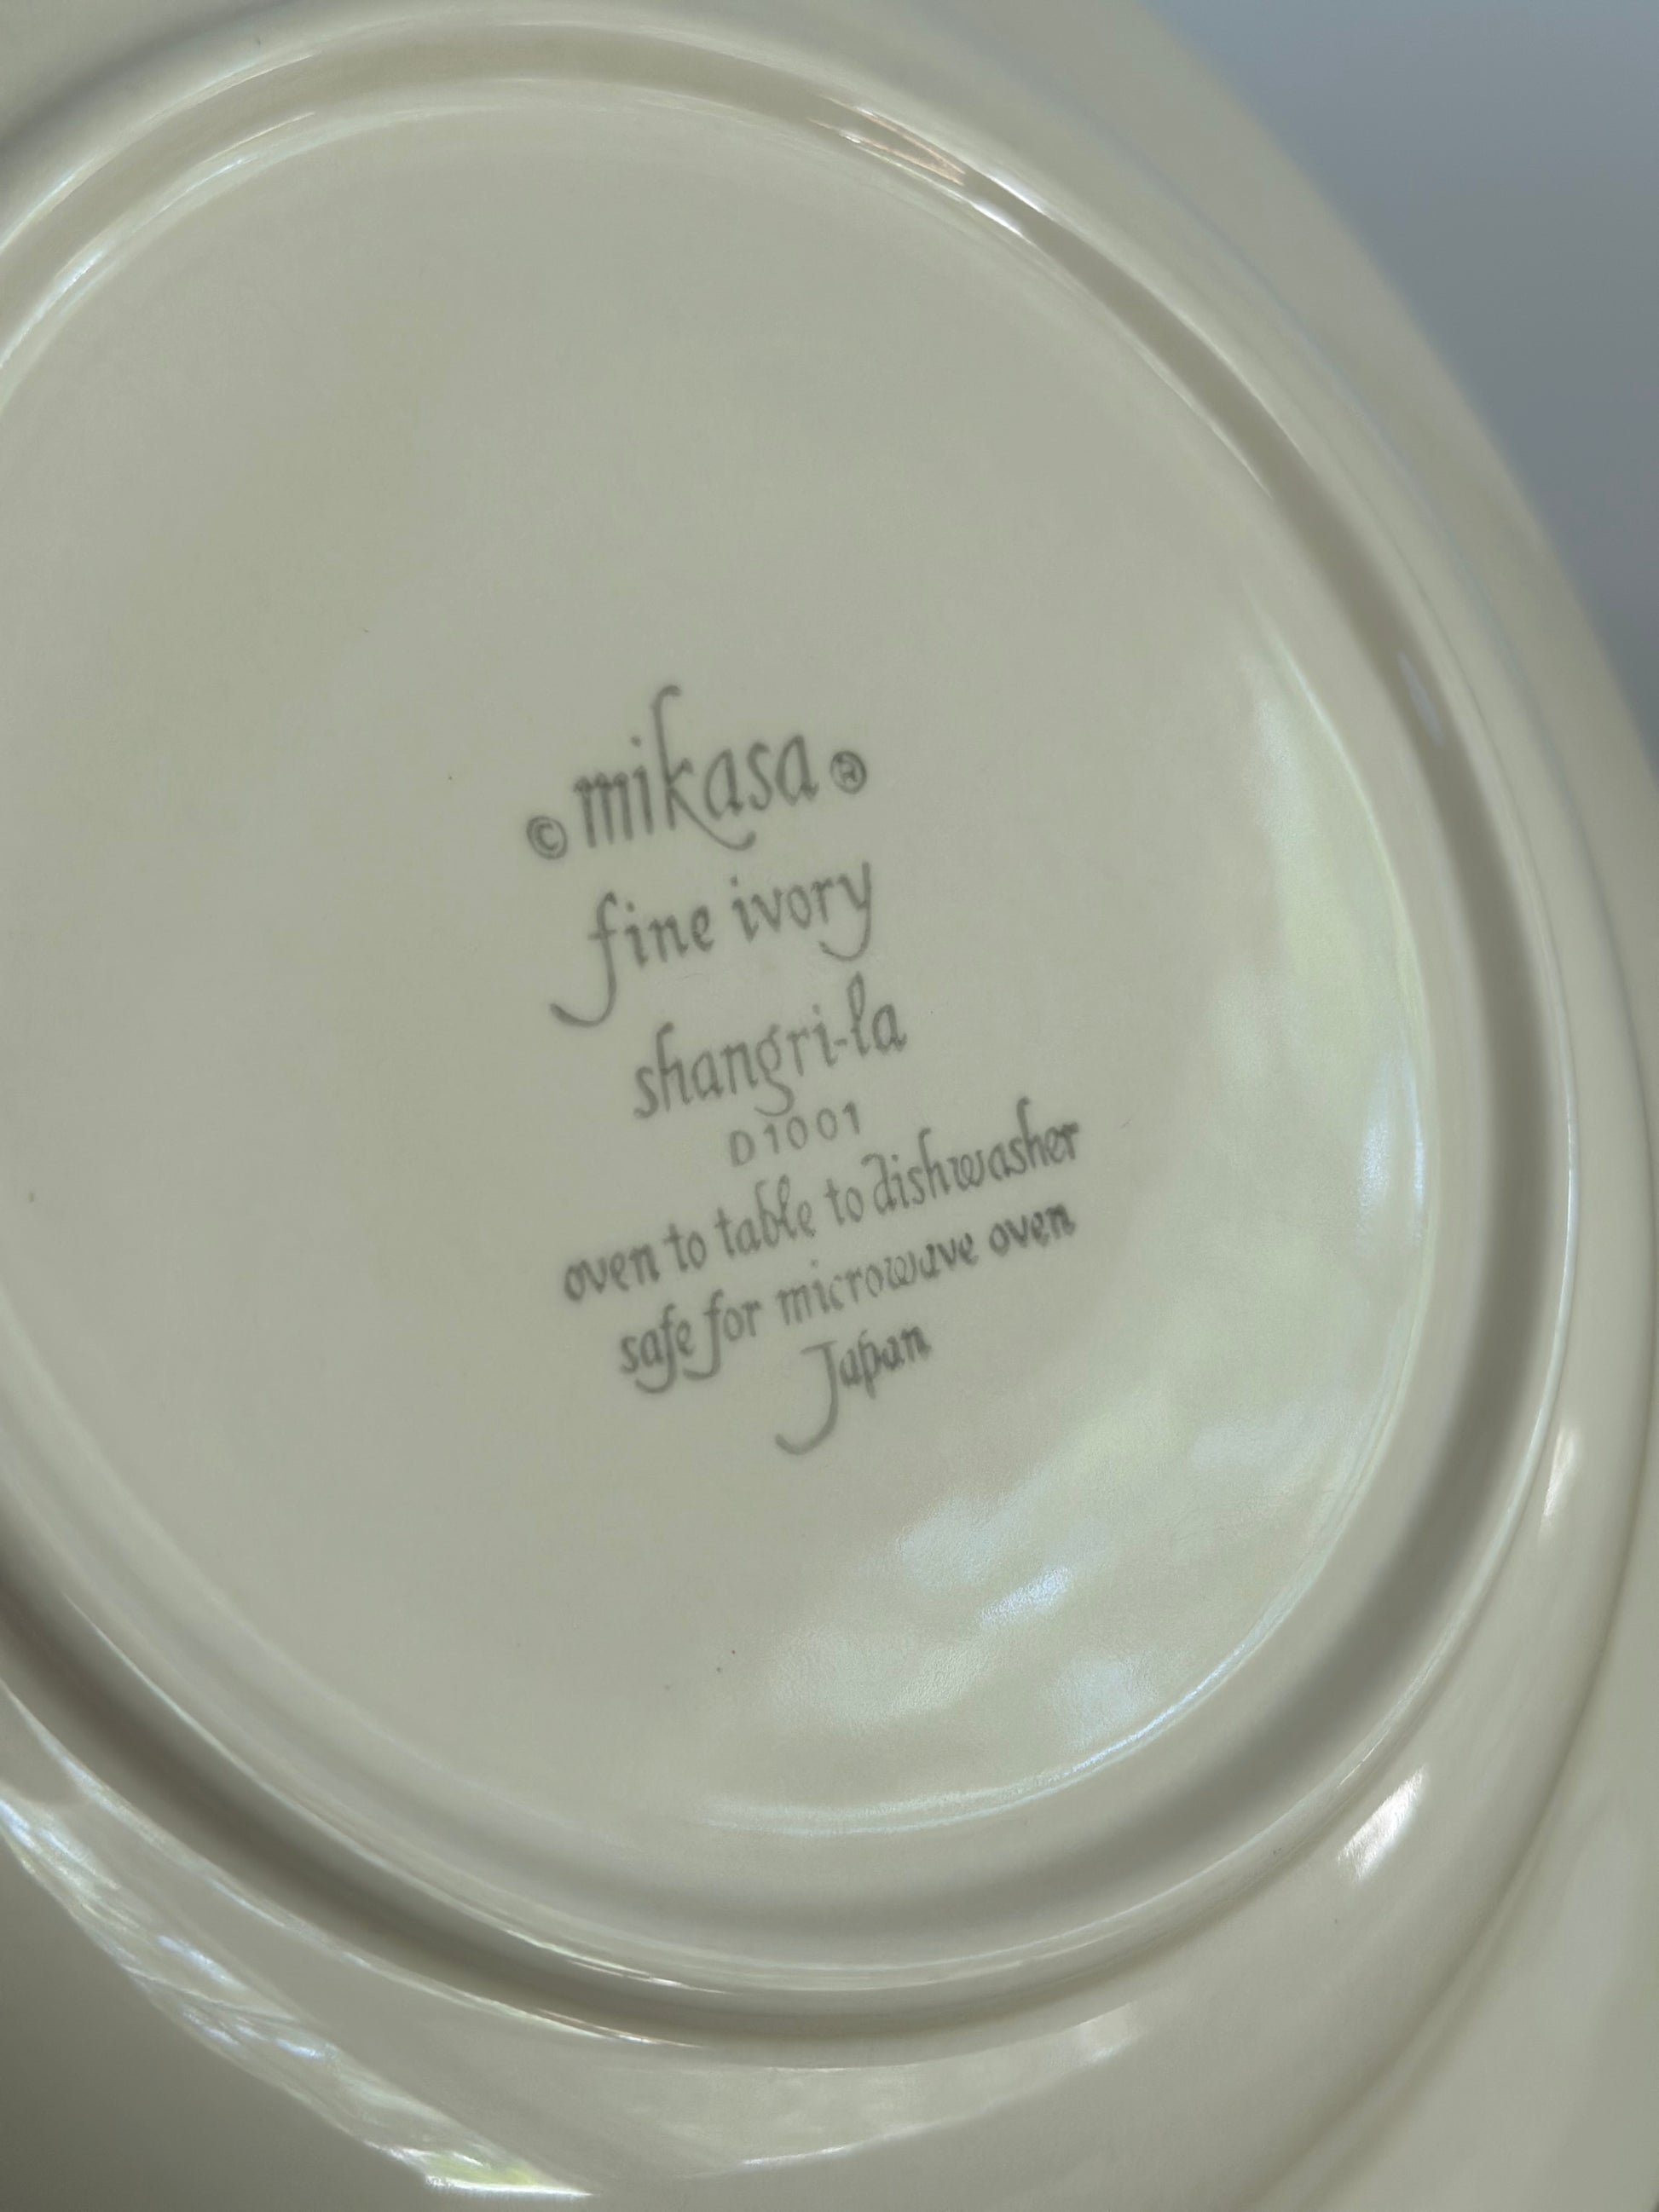 © mikasa ®
fine ivory
shangri-la
D1001
oven to table to dishwasher
safe for microwave oven
Japan